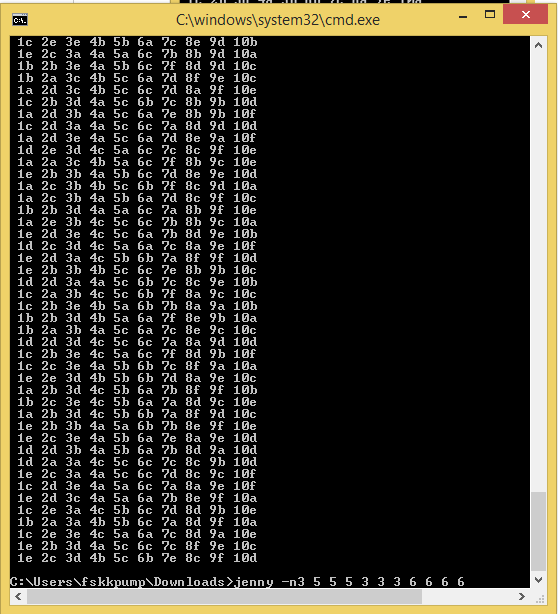 C:\windows\system32\cmd.exe
1c 2e 3e 4b 5b 6a 7c 8e 9d 10b
1e 2c 3a 4a 5a 6c 7b 8b 9d 10a
1b 2d 3e 4b 5c 6c 7f 8d 9d 10c
1b 2a 3c 4b 5c 6a 7d 8f 9e 10c
1a 2d 3c 4b 5c 6c 7d 8a 9f 10e
1c 2b 3d 4a 5c 6b 7c 8b 9b 10d
1a 2d 3b 4a 5a 6c 7e 8b 9b 10f
1c 2d 3e 4c 5a 6a 7a 8d 9d 10d
1a 2d 3e 4a 5c 6a 7d 8e 9a 10f
1d 2e 3d 4c 5a 6c 7c 8c 9f 10e
1a 2a 3c 4b 5a 6c 7f 8b 9c 10e
1e 2b 3b 4a 5b 6c 7d 8e 9e 10d
1a 2c 3b 4b 5c 6b 7f 8c 9d 10a
1a 2c 3b 4b 5a 6c 7d 8c 9f 10c
1b 2b 3d 4a 5a 6c 7a 8b 9f 10e
1a 2e 3b 4c 5c 6c 7b 8b 9c 10a
1e 2d 3e 4c 5c 6a 7b 8d 9e 10b
1d 2c 3d 4c 5a 6a 7c 8a 9e 10f
1e 2d 3a 4b 5b 6b 7a 8f 9f 10d
1e 2b 3b 4b 5c 6c 7e 8b 9b 10c
1d 2d 3a 4b 5c 6a 7c 8c 9e 10b
1c 2a 3b 4c 5c 6b 7f 8a 9c 10c
1c 2b 3e 4a 5b 6b 7b 8a 9a 10b
1b 2d 3b 4a 5b 6b 7f 8e 9b 10a
1b 2a 3b 4a 5c 6a 7c 8e 9c 10c
1d 2d 3d 4c 5c 6c 7a 8a 9d 10d
1c 2b 3e 4a 5c 6c 7f 8d 9b 10f
1e 2c 3e 4a 5b 6a 7c 8f 9a 10a
1e 2e 3d 4b 5b 6b 7d 8a 9e 10c
1a 2b 3d 4c 5b 6a 7b 8f 9f 10b
1c 2b 3d 4c 5b 6a 7a 8d 9c 10e
1a 2b 3d 4c 5b 6b 7c 8f 9d 10c
1e 2b 3b 4a 5b 6a 7e 8b 9f 10e
1a 2c 3e 4c 5b 6a 7e 8a 9e 10d
1d 2d 3b 4a 5a 6b 7b 8d 9a 10d
1d 2a 3a 4c 5c 6c 7c 8c 9b 10d
1e 2c 3a 4a 5b 6c 7d 8c 9c 10f
1c 2d 3e 4a 5c 6a 7c 8a 9e 10f
1e 2d 3c 4a 5a 6a 7b 8e 9f 10a
1c 2e 3a 4c 5b 6c 7d 8d 9b 10e
1b 2a 3a 4b 5b 6c 7a 8d 9f 10d
1c 2d 3e 4c 5b 6a 7e 8a 9e 10e
1e 2b 3d 4a 5b 6c 7a 8c 9a 10c
1e 2c 3d 4b 5c 6b 7e 8f 9c 10d
C:\Users\fskkpump\Downloads>jenny -n3 5 5 5 3 3 3 6 6 6 6